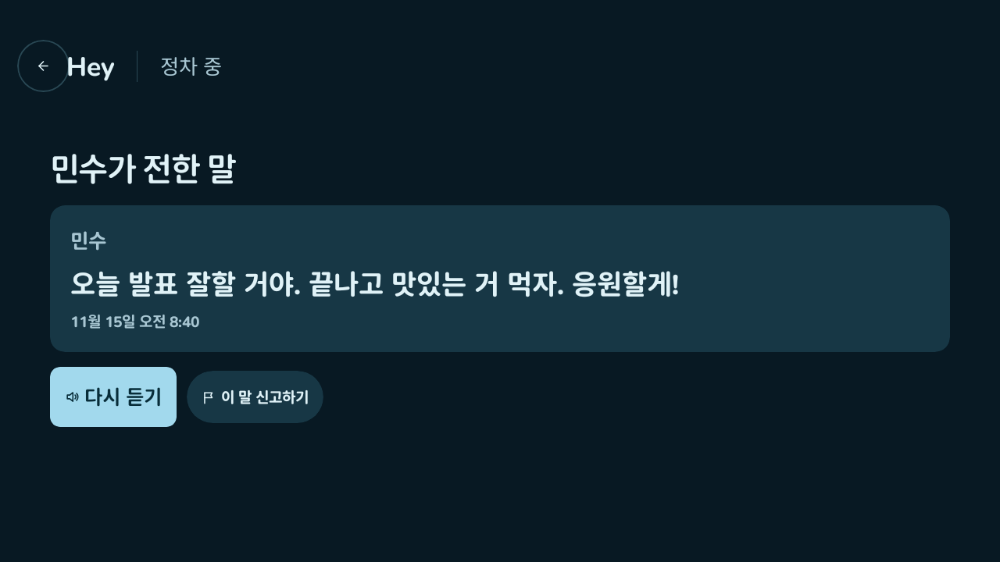 Hey
정차 중
민수가 전한 말
민수
오늘 발표 잘할 거야. 끝나고 맛있는 거 먹자. 응원할게!
11월 15일 오전 8:40
다시 듣기
이 말 신고하기